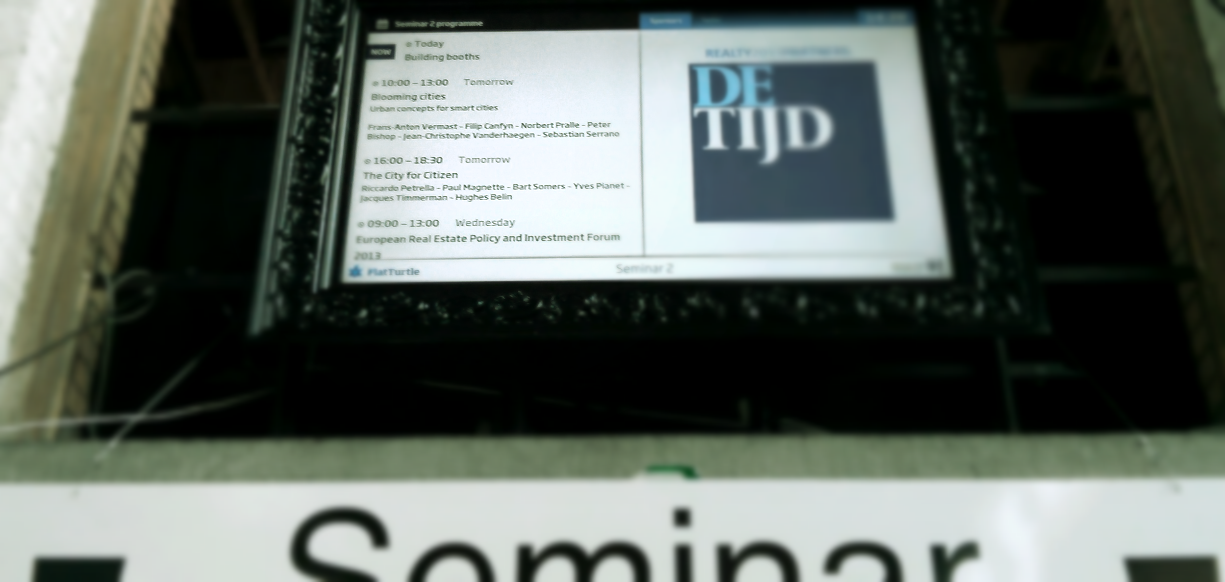 Seminar 2 programme
NOW
Today
Building booths
10:00 – 13:00 Tomorrow
Blooming cities
Urban concepts for smart cities
Frans-Anton Vermast - Filip Canfyn - Norbert Pralle - Peter
Bishop - Jean-Christophe Vanderhaegen - Sebastian Serrano
16:00 – 18:30 Tomorrow
The City for Citizen
Riccardo Petrella - Paul Magnette - Bart Somers - Yves Planet -
Jacques Timmerman - Hughes Belin
09:00 – 13:00 Wednesday
European Real Estate Policy and Investment Forum
2013
REALTY
DE
TIJD
FlatTurtle
Seminar 2
Seminar